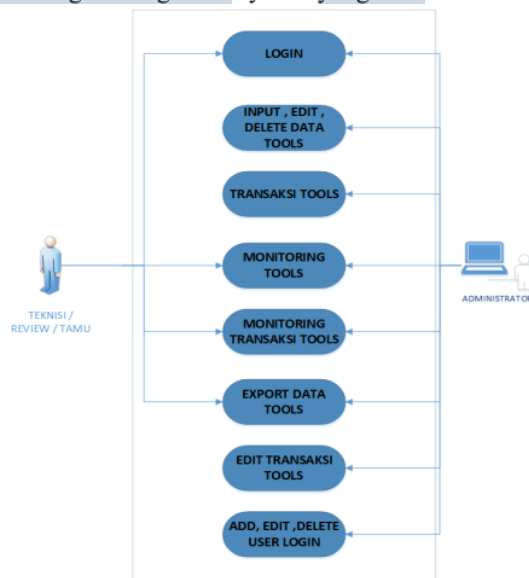 LOGIN
INPUT , EDIT ,
DELETE DATA
TOOLS
TRANSAKSI TOOLS
MONITORING
TOOLS
TEKNISI /
REVIEW / TAMU
ADMINISTRATOR
MONITORING
TRANSAKSI TOOLS
EXPORT DATA
TOOLS
EDIT TRANSAKSI
TOOLS
ADD, EDIT ,DELETE
USER LOGIN